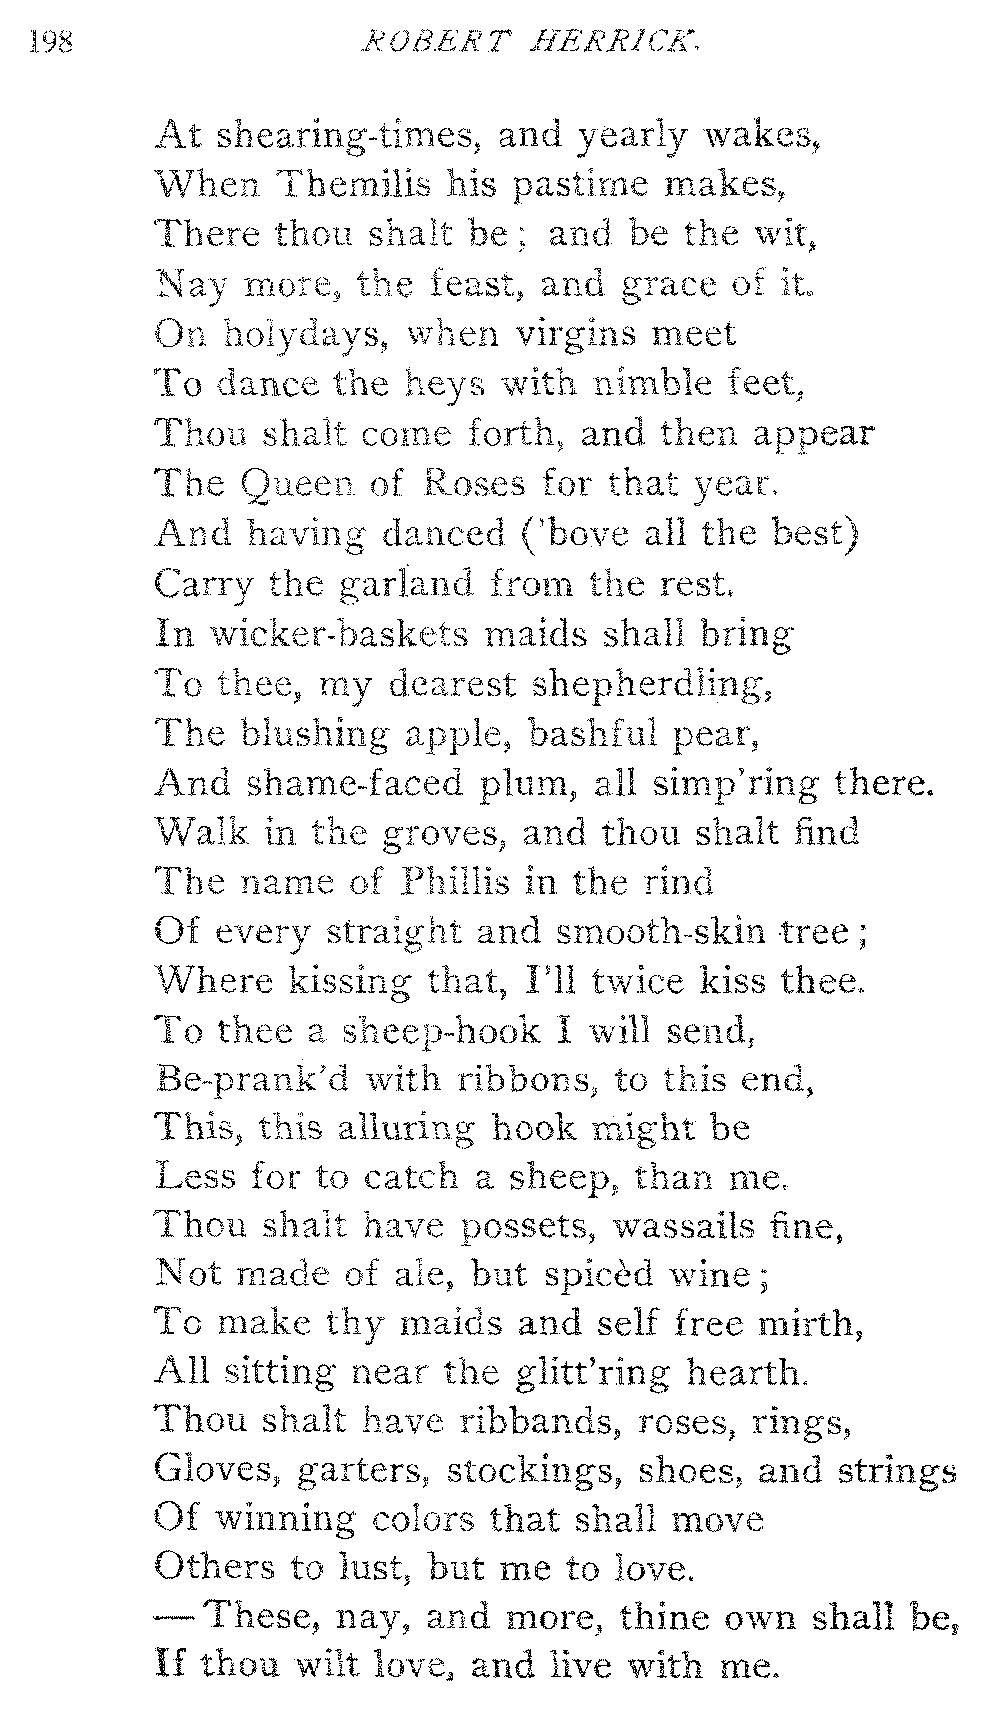 198 ROBERT HERRICK.
At shearing-times, and yearly wakes,
When Themilis his pastime makes,
There thou shalt be; and be the wit,
Nay more, the feast, and grace of it.
On holydays, when virgins meet
To dance the heys with nimble feet,
Thou shalt come forth, and then appear
The Queen of Roses for that year.
And having danced ('bove all the best)
Carry the garland from the rest.
In wicker-baskets maids shall bring
To thee, my dearest shepherdling,
The blushing apple, bashful pear,
And shame-faced plum, all simp'ring there.
Walk in the groves, and thou shalt find
The name of Phillis in the rind
Of every straight and smooth-skin tree;
Where kissing that, I'll twice kiss thee.
To thee a sheep-hook I will send,
Be-prank'd with ribbons, to this end,
This, this alluring hook might be
Less for to catch a sheep, than me.
Thou shalt have possets, wassails fine,
Not made of ale, but spicèd wine;
To make thy maids and self free mirth,
All sitting near the glitt'ring hearth.
Thou shalt have ribbands, roses, rings,
Gloves, garters, stockings, shoes, and strings
Of winning colors that shall move
Others to lust, but me to love.
—These, nay, and more, thine own shall be,
If thou wilt love, and live with me.